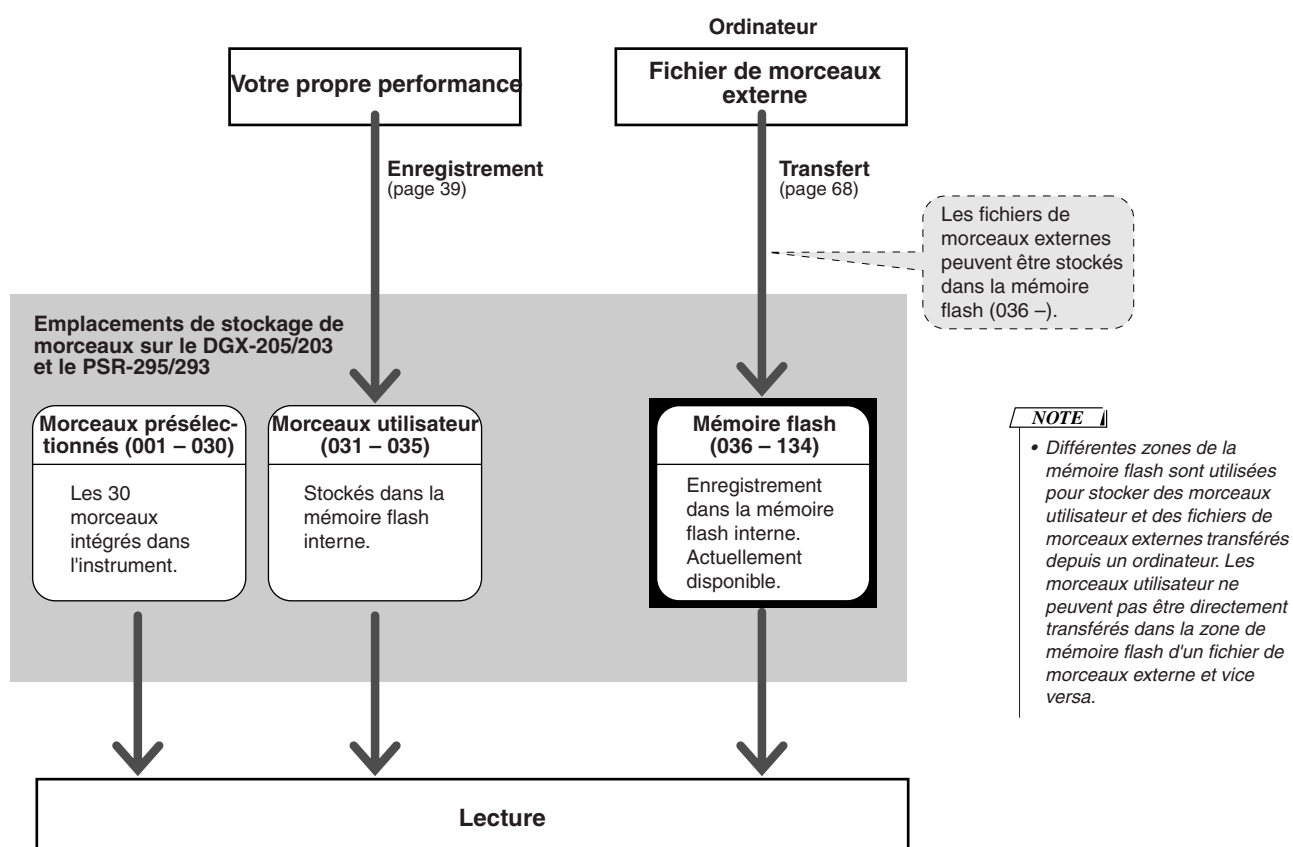 Ordinateur
Votre propre performance
Fichier de morceaux
externe
Enregistrement
(page 39)
Transfert
(page 68)
Les fichiers de
morceaux externes
peuvent être stockés
dans la mémoire
flash (036 –).
Emplacements de stockage de
morceaux sur le DGX-205/203
et le PSR-295/293
Morceaux présélec-
tionnés (001 – 030)
Les 30
morceaux
intégrés dans
l'instrument.
Morceaux utilisateur
(031 – 035)
Stockés dans la
mémoire flash
interne.
Mémoire flash
(036 – 134)
Enregistrement
dans la mémoire
flash interne.
Actuellement
disponible.
NOTE
• Différentes zones de la
mémoire flash sont utilisées
pour stocker des morceaux
utilisateur et des fichiers de
morceaux externes transférés
depuis un ordinateur. Les
morceaux utilisateur ne
peuvent pas être directement
transférés dans la zone de
mémoire flash d'un fichier de
morceaux externe et vice
versa.
Lecture